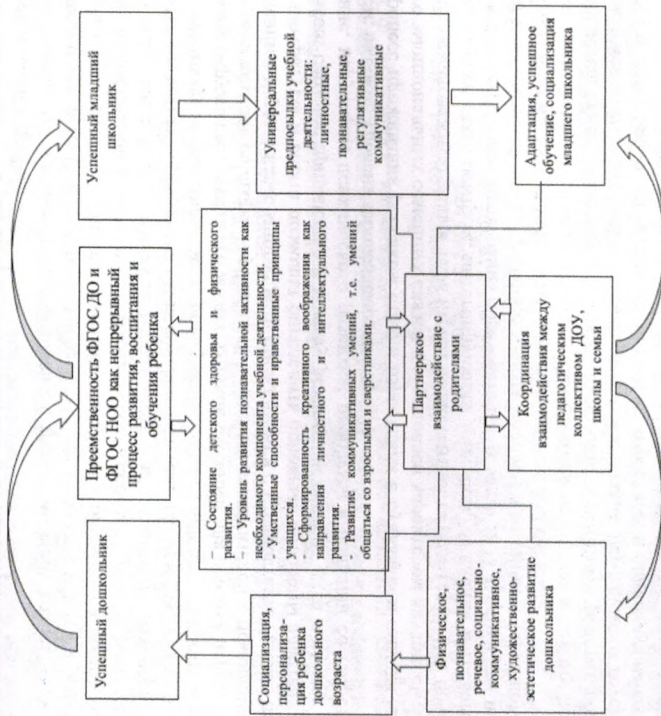 Успешный дошкольник
Преемственность ФГОС ДО и
ФГОС НОО как непрерывный
процесс развития, воспитания и
обучения ребенка
Успешный младший
школьник
Социализация,
персонализа-
ция ребенка
дошкольного
возраста
– Состояние детского здоровья и физического
развития.
– Уровень развития познавательной активности как
необходимого компонента учебной деятельности.
- Умственные способности и нравственные принципы
учащихся.
- Сформированность креативного воображения как
направления личностного и интеллектуального
развития.
- Развитие коммуникативных умений, т.е. умений
общаться со взрослыми и сверстниками.
Универсальные
предпосылки учебной
деятельности:
личностные,
познавательные,
регулятивные
коммуникативные
Физическое,
познавательное,
речевое, социально-
коммуникативное,
художественно-
эстетическое развитие
дошкольника
Партнерское
взаимодействие с
родителями
Координация
взаимодействия между
педагогическим
коллективом ДОУ,
школы и семьи
Адаптация, успешное
обучение, социализация
младшего школьника